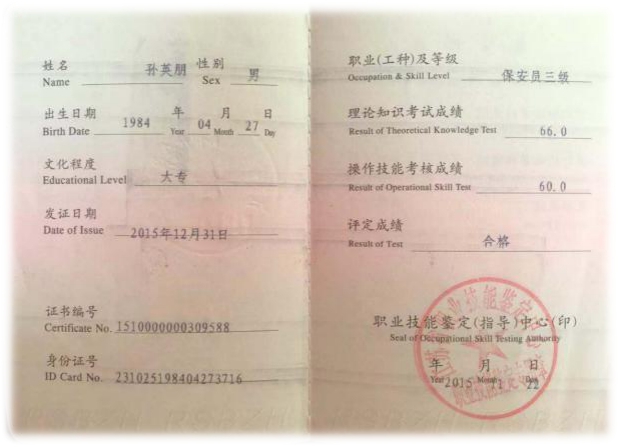 姓名 孙英朋 性别 男
Name Sex
出生日期 1984 年 04 月 27 日
Birth Date Year Month Day
文化程度 大专
Educational Level
发证日期
Date of Issue 2015年12月31日
证书编号
Certificate No. 1510000000309588
身份证号
ID Card No. 231025198404273716
职业(工种)及等级
Occupation & Skill Level 保安员三级
理论知识考试成绩
Result of Theoretical Knowledge Test 66.0
操作技能考核成绩
Result of Operational Skill Test 60.0
评定成绩
Result of Test 合格
职业技能鉴定(指导)中心(印)
Seal of Occupational Skill Testing Authority
年 月 日
Year 2015 Month 11 Day 22